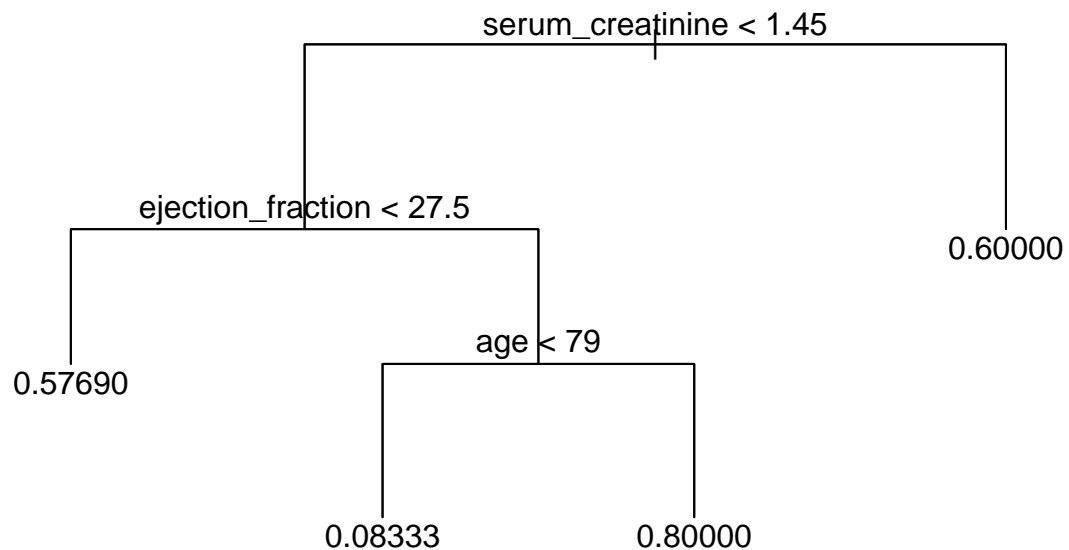 serum_creatinine < 1.45
ejection_fraction < 27.5
0.60000
age < 79
0.57690
0.08333
0.80000